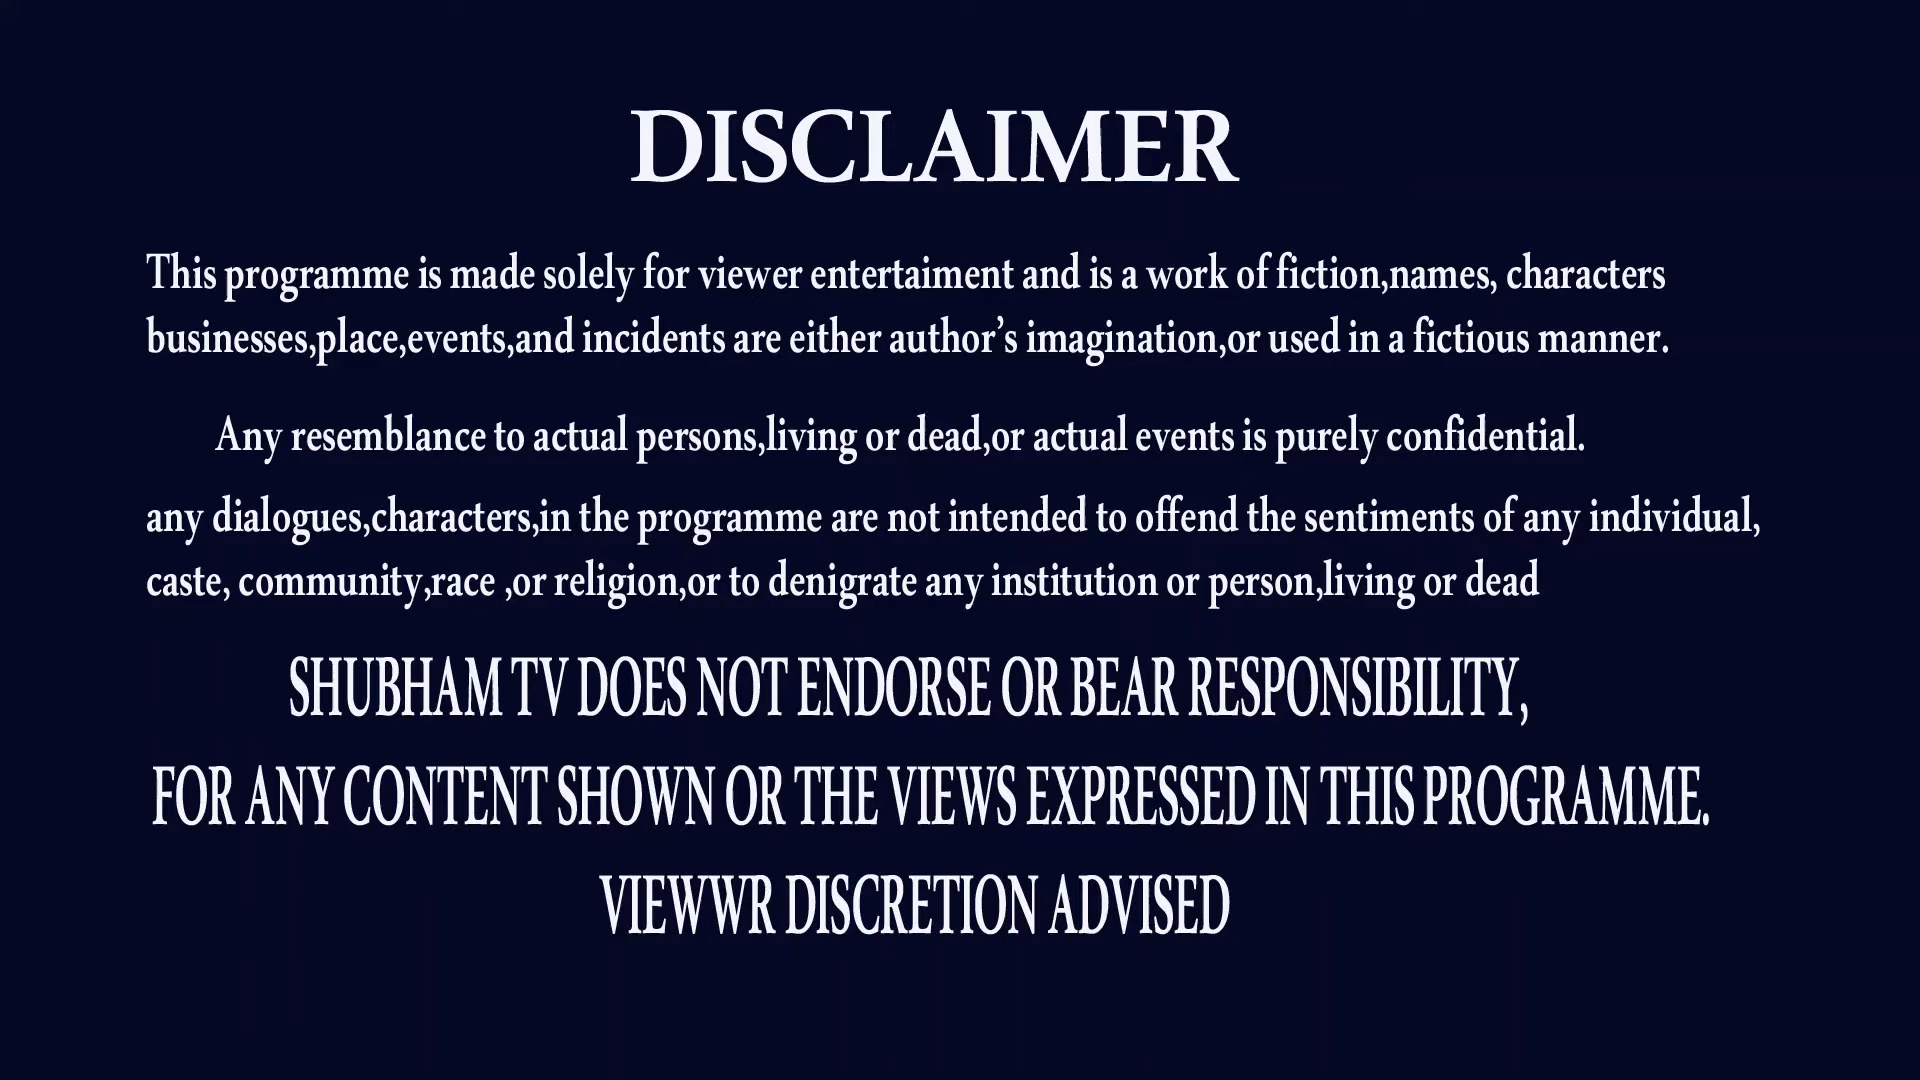 DISCLAIMER
This programme is made solely for viewer entertaiment and is a work of fiction,names, characters
businesses,place,events,and incidents are either author’s imagination,or used in a fictious manner.
Any resemblance to actual persons,living or dead,or actual events is purely confidential.
any dialogues,characters,in the programme are not intended to offend the sentiments of any individual,
caste, community,race ,or religion,or to denigrate any institution or person,living or dead
SHUBHAM TV DOES NOT ENDORSE OR BEAR RESPONSIBILITY,
FOR ANY CONTENT SHOWN OR THE VIEWS EXPRESSED IN THIS PROGRAMME.
VIEWWR DISCRETION ADVISED